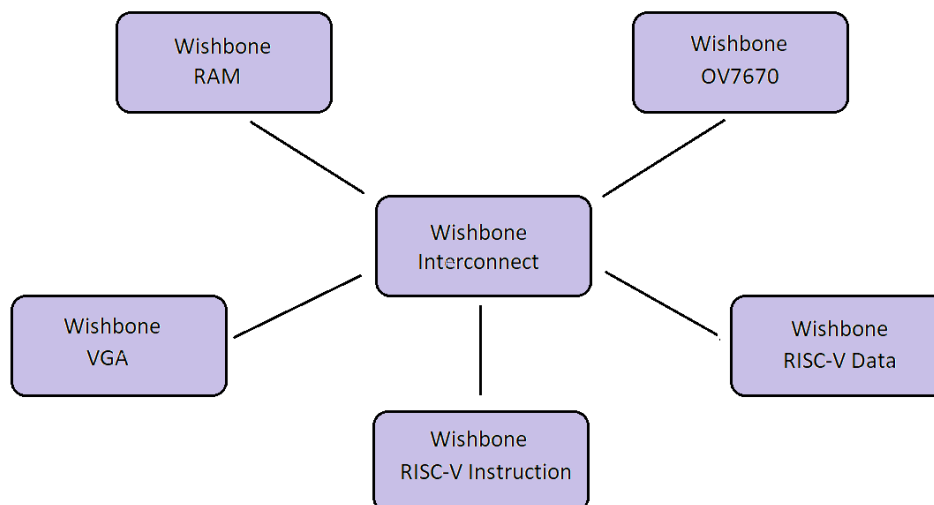 Wishbone
RAM
Wishbone
OV7670
Wishbone
Interconnect
Wishbone
VGA
Wishbone
RISC-V Data
Wishbone
RISC-V Instruction